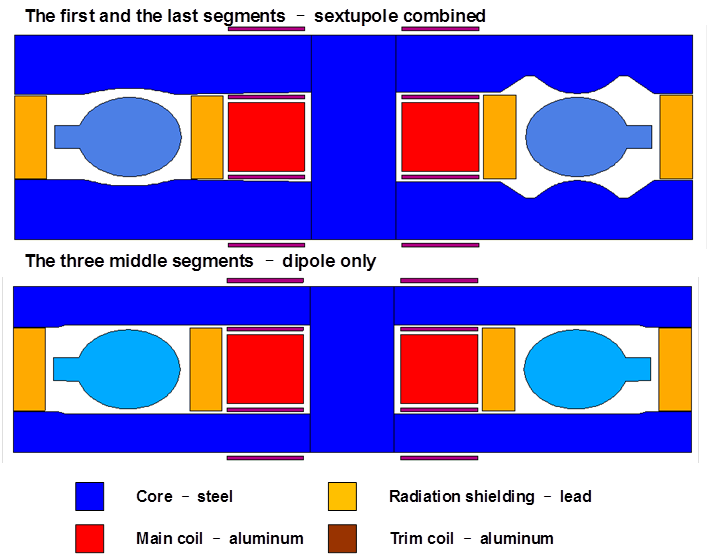 The first and the last segments – sextupole combined
The three middle segments – dipole only
Core – steel
Radiation shielding – lead
Main coil – aluminum
Trim coil – aluminum